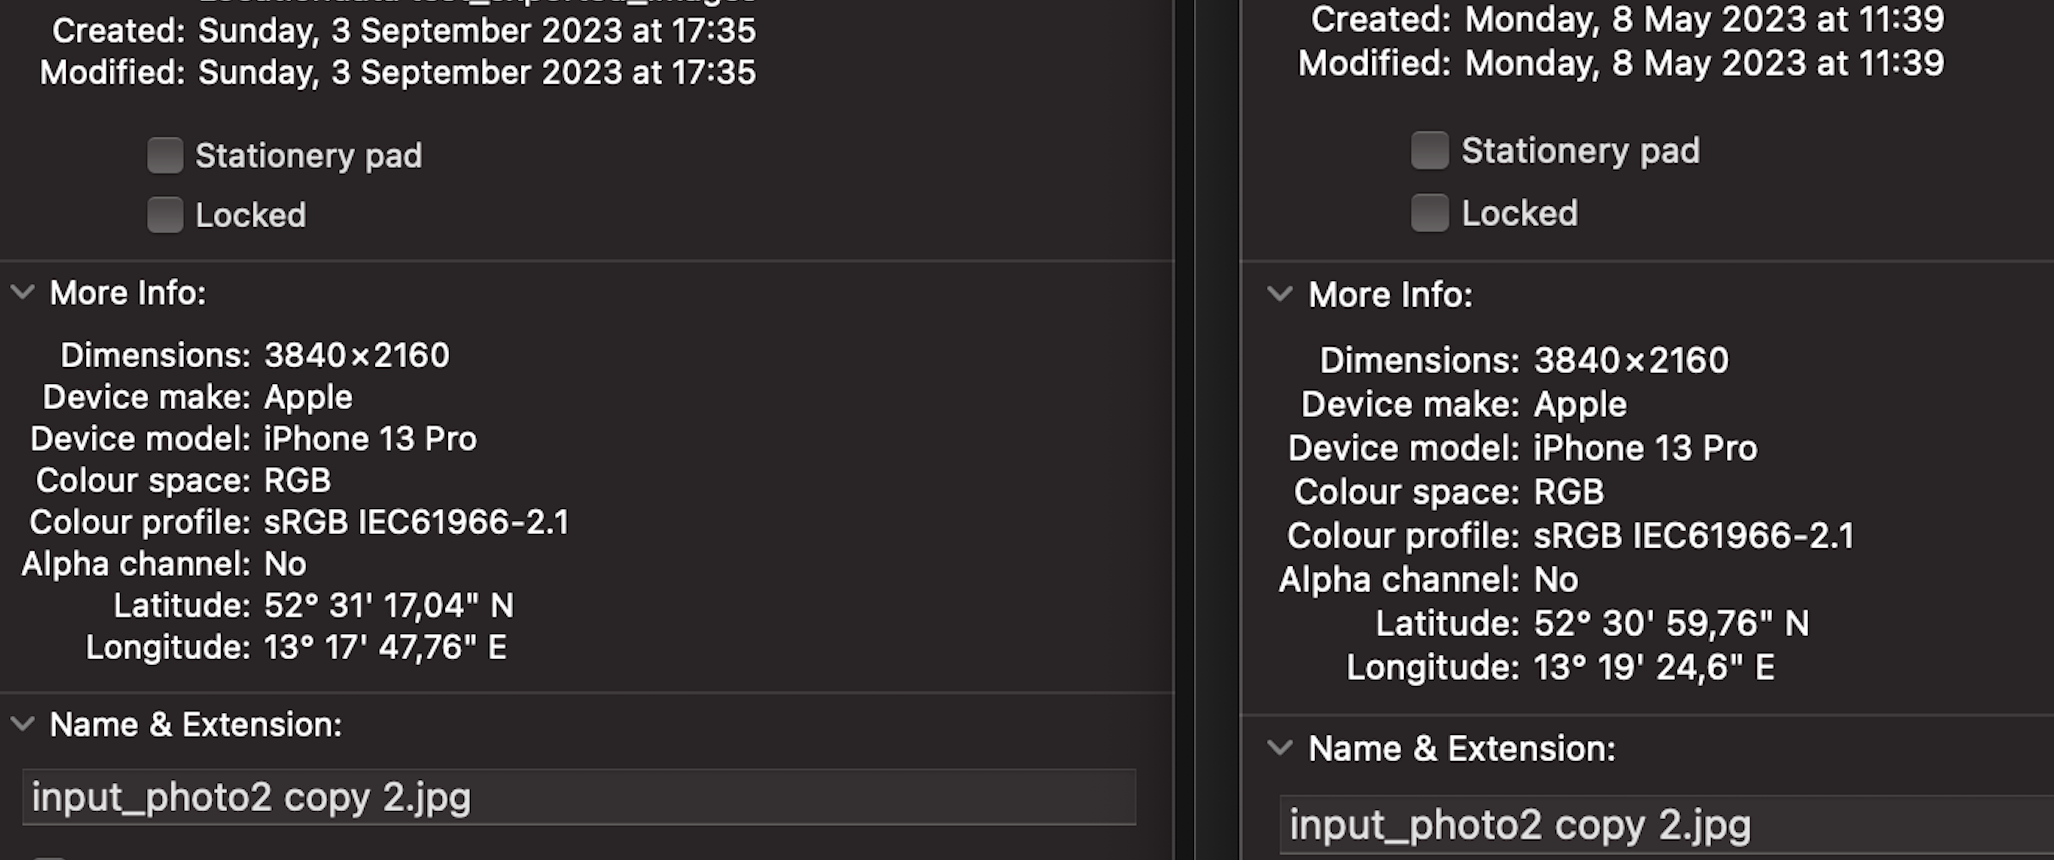 Created: Sunday, 3 September 2023 at 17:35
Modified: Sunday, 3 September 2023 at 17:35
Stationery pad
Locked
More Info:
Dimensions: 3840×2160
Device make: Apple
Device model: iPhone 13 Pro
Colour space: RGB
Colour profile: sRGB IEC61966-2.1
Alpha channel: No
Latitude: 52° 31' 17,04" N
Longitude: 13° 17' 47,76" E
Name & Extension:
input_photo2 copy 2.jpg
Created: Monday, 8 May 2023 at 11:39
Modified: Monday, 8 May 2023 at 11:39
Stationery pad
Locked
More Info:
Dimensions: 3840×2160
Device make: Apple
Device model: iPhone 13 Pro
Colour space: RGB
Colour profile: sRGB IEC61966-2.1
Alpha channel: No
Latitude: 52° 30' 59,76" N
Longitude: 13° 19' 24,6" E
Name & Extension:
input_photo2 copy 2.jpg